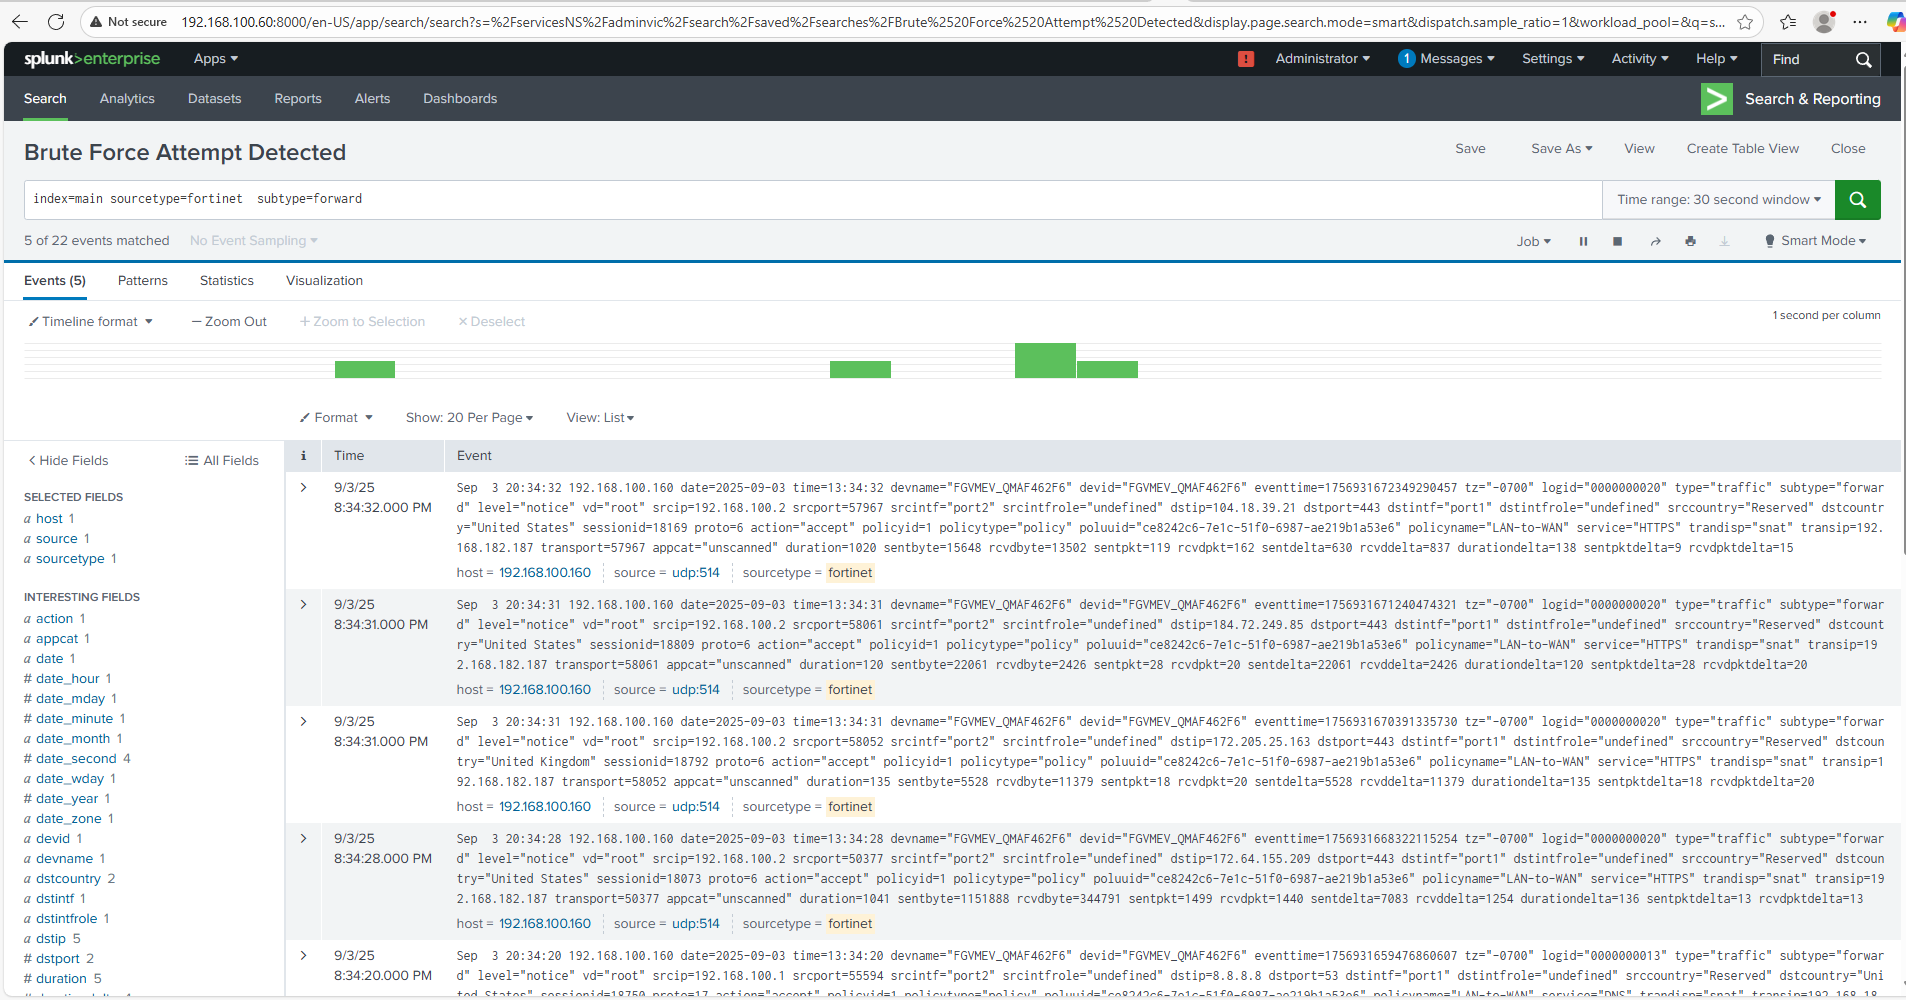 Not secure 192.168.100.60:8000/en-US/app/search/search?s=%2FservicesNS%2Fadminvic%2Fsearch%2Fsaved%2Fsearches%2FBrute%2520Force%2520Attempt%2520Detected&display.page.search.mode=smart&dispatch.sample_ratio=1&workload_pool=&q=s...
splunk>enterprise Apps Administrator 1 Messages Settings Activity Help Find
Search Analytics Datasets Reports Alerts Dashboards Search & Reporting
Brute Force Attempt Detected Save Save As View Create Table View Close
index=main sourcetype=fortinet  subtype=forward Time range: 30 second window
5 of 22 events matched No Event Sampling Job Smart Mode
Events (5) Patterns Statistics Visualization
Timeline format — Zoom Out + Zoom to Selection × Deselect 1 second per column
Format Show: 20 Per Page View: List
< Hide Fields All Fields
SELECTED FIELDS
a host 1
a source 1
a sourcetype 1
INTERESTING FIELDS
a action 1
a appcat 1
a date 1
# date_hour 1
# date_mday 1
# date_minute 1
a date_month 1
# date_second 4
a date_wday 1
# date_year 1
a date_zone 1
a devid 1
a devname 1
a dstcountry 2
a dstintf 1
a dstintfrole 1
a dstip 5
# dstport 2
# duration 5
i Time Event
9/3/25
8:34:32.000 PM
Sep  3 20:34:32 192.168.100.160 date=2025-09-03 time=13:34:32 devname="FGVMEV_QMAF462F6" devid="FGVMEV_QMAF462F6" eventtime=1756931672349290457 tz="-0700" logid="0000000020" type="traffic" subtype="forwar
d" level="notice" vd="root" srcip=192.168.100.2 srcport=57967 srcintf="port2" srcintfrole="undefined" dstip=104.18.39.21 dstport=443 dstintf="port1" dstintfrole="undefined" srccountry="Reserved" dstcountr
y="United States" sessionid=18169 proto=6 action="accept" policyid=1 policytype="policy" poluuid="ce8242c6-7e1c-51f0-6987-ae219b1a53e6" policyname="LAN-to-WAN" service="HTTPS" trandisp="snat" transip=192.
168.182.187 transport=57967 appcat="unscanned" duration=1020 sentbyte=15648 rcvdbyte=13502 sentpkt=119 rcvdpkt=162 sentdelta=630 rcvddelta=837 durationdelta=138 sentpktdelta=9 rcvdpktdelta=15
host = 192.168.100.160 source = udp:514 sourcetype = fortinet
9/3/25
8:34:31.000 PM
Sep  3 20:34:31 192.168.100.160 date=2025-09-03 time=13:34:31 devname="FGVMEV_QMAF462F6" devid="FGVMEV_QMAF462F6" eventtime=1756931671240474321 tz="-0700" logid="0000000020" type="traffic" subtype="forwar
d" level="notice" vd="root" srcip=192.168.100.2 srcport=58061 srcintf="port2" srcintfrole="undefined" dstip=184.72.249.85 dstport=443 dstintf="port1" dstintfrole="undefined" srccountry="Reserved" dstcount
ry="United States" sessionid=18809 proto=6 action="accept" policyid=1 policytype="policy" poluuid="ce8242c6-7e1c-51f0-6987-ae219b1a53e6" policyname="LAN-to-WAN" service="HTTPS" trandisp="snat" transip=19
2.168.182.187 transport=58061 appcat="unscanned" duration=120 sentbyte=22061 rcvdbyte=2426 sentpkt=28 rcvdpkt=20 sentdelta=22061 rcvddelta=2426 durationdelta=120 sentpktdelta=28 rcvdpktdelta=20
host = 192.168.100.160 source = udp:514 sourcetype = fortinet
9/3/25
8:34:31.000 PM
Sep  3 20:34:31 192.168.100.160 date=2025-09-03 time=13:34:31 devname="FGVMEV_QMAF462F6" devid="FGVMEV_QMAF462F6" eventtime=1756931670391335730 tz="-0700" logid="0000000020" type="traffic" subtype="forwar
d" level="notice" vd="root" srcip=192.168.100.2 srcport=58052 srcintf="port2" srcintfrole="undefined" dstip=172.205.25.163 dstport=443 dstintf="port1" dstintfrole="undefined" srccountry="Reserved" dstcoun
try="United Kingdom" sessionid=18792 proto=6 action="accept" policyid=1 policytype="policy" poluuid="ce8242c6-7e1c-51f0-6987-ae219b1a53e6" policyname="LAN-to-WAN" service="HTTPS" trandisp="snat" transip=1
92.168.182.187 transport=58052 appcat="unscanned" duration=135 sentbyte=5528 rcvdbyte=11379 sentpkt=18 rcvdpkt=20 sentdelta=5528 rcvddelta=11379 durationdelta=135 sentpktdelta=18 rcvdpktdelta=20
host = 192.168.100.160 source = udp:514 sourcetype = fortinet
9/3/25
8:34:28.000 PM
Sep  3 20:34:28 192.168.100.160 date=2025-09-03 time=13:34:28 devname="FGVMEV_QMAF462F6" devid="FGVMEV_QMAF462F6" eventtime=1756931668322115254 tz="-0700" logid="0000000020" type="traffic" subtype="forwar
d" level="notice" vd="root" srcip=192.168.100.2 srcport=50377 srcintf="port2" srcintfrole="undefined" dstip=172.64.155.209 dstport=443 dstintf="port1" dstintfrole="undefined" srccountry="Reserved" dstcoun
try="United States" sessionid=18073 proto=6 action="accept" policyid=1 policytype="policy" poluuid="ce8242c6-7e1c-51f0-6987-ae219b1a53e6" policyname="LAN-to-WAN" service="HTTPS" trandisp="snat" transip=19
2.168.182.187 transport=50377 appcat="unscanned" duration=1041 sentbyte=1151888 rcvdbyte=344791 sentpkt=1499 rcvdpkt=1440 sentdelta=7083 rcvddelta=1254 durationdelta=136 sentpktdelta=13 rcvdpktdelta=13
host = 192.168.100.160 source = udp:514 sourcetype = fortinet
9/3/25
8:34:20.000 PM
Sep  3 20:34:20 192.168.100.160 date=2025-09-03 time=13:34:20 devname="FGVMEV_QMAF462F6" devid="FGVMEV_QMAF462F6" eventtime=1756931659476860607 tz="-0700" logid="0000000013" type="traffic" subtype="forwar
d" level="notice" vd="root" srcip=192.168.100.1 srcport=55594 srcintf="port2" srcintfrole="undefined" dstip=8.8.8.8 dstport=53 dstintf="port1" dstintfrole="undefined" srccountry="Reserved" dstcountry="Uni